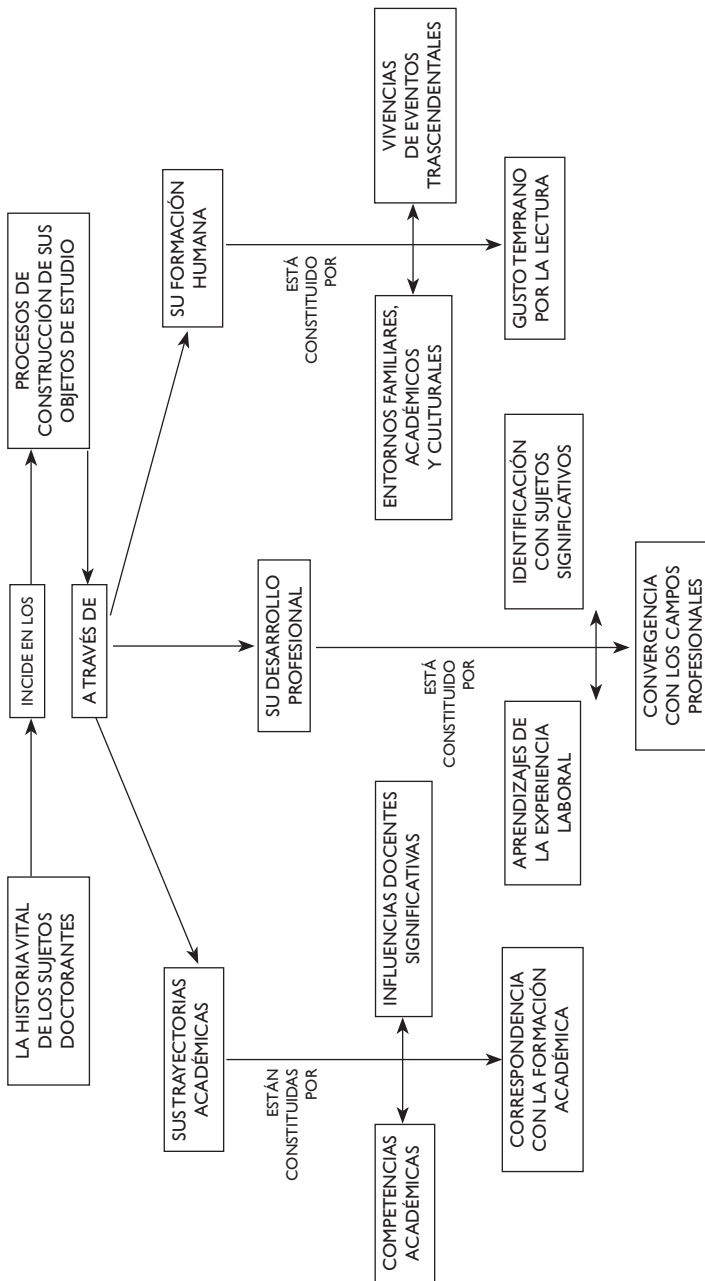 LA HISTORIA VITAL
DE LOS SUJETOS
DOCTORANTES
INCIDE EN LOS
PROCESOS DE
CONSTRUCCIÓN DE SUS
OBJETOS DE ESTUDIO
A TRAVÉS DE
SUS TRAYECTORIAS
ACADÉMICAS
SU DESARROLLO
PROFESIONAL
SU FORMACIÓN
HUMANA
ESTÁN
CONSTITUIDAS
POR
COMPETENCIAS
ACADÉMICAS
INFLUENCIAS DOCENTES
SIGNIFICATIVAS
CORRESPONDENCIA
CON LA FORMACIÓN
ACADÉMICA
ESTÁ
CONSTITUIDO
POR
APRENDIZAJES DE
LA EXPERIENCIA
LABORAL
IDENTIFICACIÓN
CON SUJETOS
SIGNIFICATIVOS
CONVERGENCIA
CON LOS CAMPOS
PROFESIONALES
ESTÁ
CONSTITUIDO
POR
ENTORNOS FAMILIARES,
ACADÉMICOS
Y CULTURALES
VIVENCIAS
DE EVENTOS
TRASCENDENTALES
GUSTO TEMPRANO
POR LA LECTURA